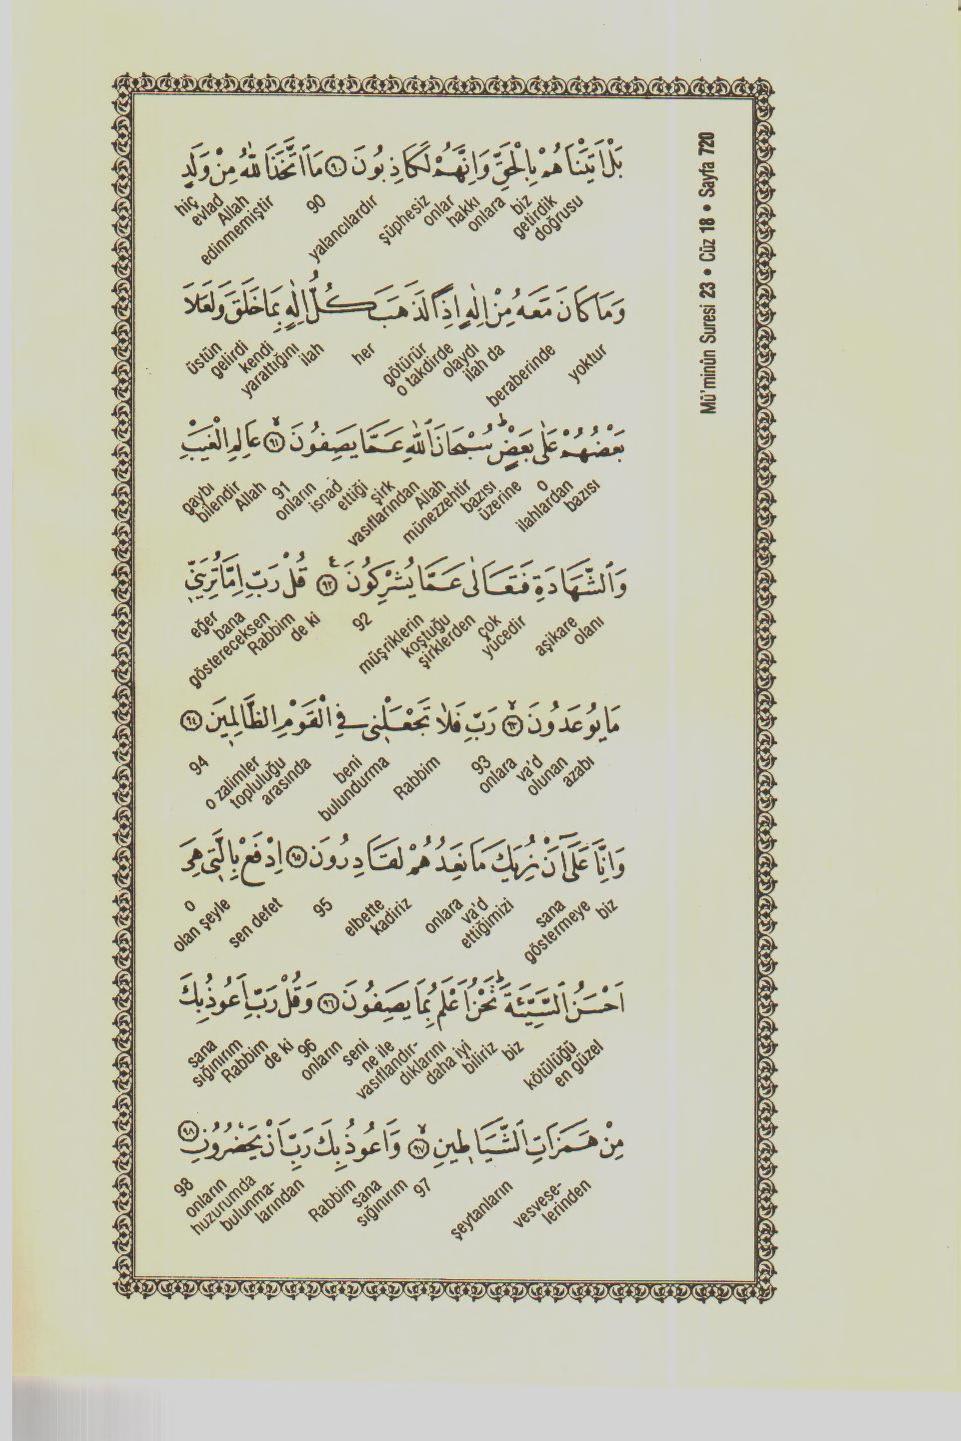 Mü'minûn Suresi 23 • Cüz 18 • Sayfa 720
بَلْ اَتَيْنَاهُمْ بِالْحَقِّ وَاِنَّهُمْ لَكَاذِبُونَ ﴿٩٠﴾ مَا اتَّخَذَ اللّٰهُ مِنْ وَلَدٍ
doğrusu getirdik biz onlara hakkı onlar şüphesiz yalancılardır 90 edinmemiştir Allah evlad hiç
وَمَا كَانَ مَعَهُ مِنْ اِلٰهٍ اِذًا لَذَهَبَ كُلُّ اِلٰهٍ بِمَا خَلَقَ وَلَعَلَا
yoktur beraberinde ilah da olaydı o takdirde götürür her ilah yarattığını kendi gelirdi üstün
بَعْضُهُمْ عَلٰى بَعْضٍ سُبْحَانَ اللّٰهِ عَمَّا يَصِفُونَ ﴿٩١﴾ عَالِمِ الْغَيْبِ
bazısı ilahlardan o üzerine bazısı münezzehtir Allah vasıflarından şirk ettiği isnad onların 91 Allah bilendir gaybı
وَالشَّهَادَةِ فَتَعَالٰى عَمَّا يُشْرِكُونَ ﴿٩٢﴾ قُلْ رَبِّ اِمَّا تُرِيَنِّي
olanı aşikare yücedir çok şirklerden koştuğu müşriklerin 92 de ki Rabbim göstereceksen bana eğer
مَا يُوعَدُونَ ﴿٩٣﴾ رَبِّ فَلَا تَجْعَلْنِي فِي الْقَوْمِ الظَّالِمِينَ ﴿٩٤﴾
azabı olunan va'd onlara 93 Rabbim bulundurma beni arasında topluluğu o zalimler 94
وَاِنَّا عَلٰٓى اَنْ نُرِيَكَ مَا نَعِدُهُمْ لَقَادِرُونَ ﴿٩٥﴾ اِدْفَعْ بِالَّتِي هِيَ
biz göstermeye sana ettiğimizi va'd onlara kadiriz elbette 95 sen defet olan şeyle o
اَحْسَنُ السَّيِّئَةَ نَحْنُ اَعْلَمُ بِمَا يَصِفُونَ ﴿٩٦﴾ وَقُلْ رَبِّ اَعُوذُ بِكَ
en güzel kötülüğü biz biliriz daha iyi vasıflandır-dıklarını ne ile seni onların 96 de ki Rabbim sığınırım sana
مِنْ هَمَزَاتِ الشَّيَاطِينِ ﴿٩٧﴾ وَاَعُوذُ بِكَ رَبِّ اَنْ يَحْضُرُونِ ﴿٩٨﴾
vesvese-lerinden şeytanların 97 sığınırım sana Rabbim bulunma-larından huzurumda onların 98